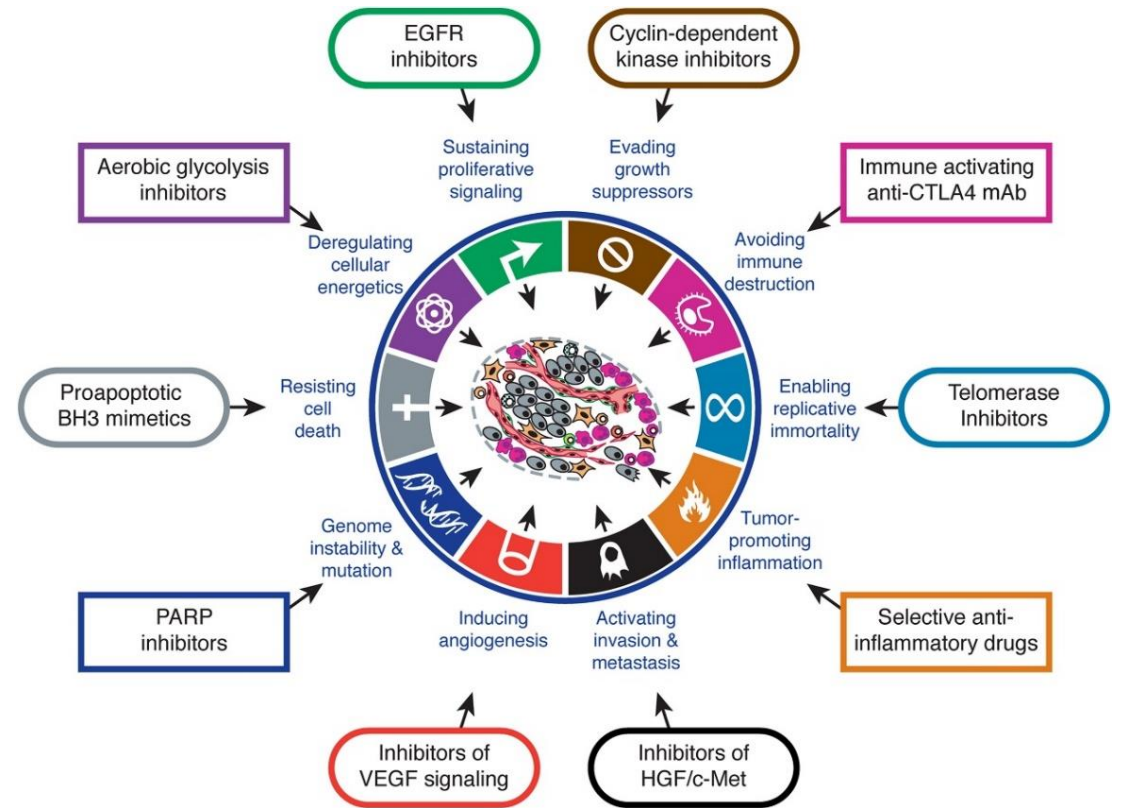 EGFR
inhibitors
Cyclin-dependent
kinase inhibitors
Sustaining
proliferative
signaling
Evading
growth
suppressors
Aerobic glycolysis
inhibitors
Immune activating
anti-CTLA4 mAb
Deregulating
cellular
energetics
Avoiding
immune
destruction
Proapoptotic
BH3 mimetics
Resisting
cell
death
Enabling
replicative
immortality
Telomerase
Inhibitors
Genome
instability &
mutation
Tumor-
promoting
inflammation
PARP
inhibitors
Inducing
angiogenesis
Activating
invasion &
metastasis
Selective anti-
inflammatory drugs
Inhibitors of
VEGF signaling
Inhibitors of
HGF/c-Met